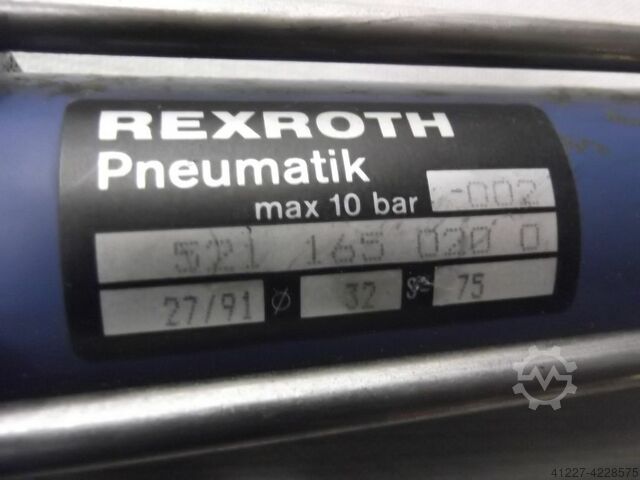 REXROTH
Pneumatik
max 10 bar -002
521 165 020 0
27/91 ø 32 75
41227-4228575